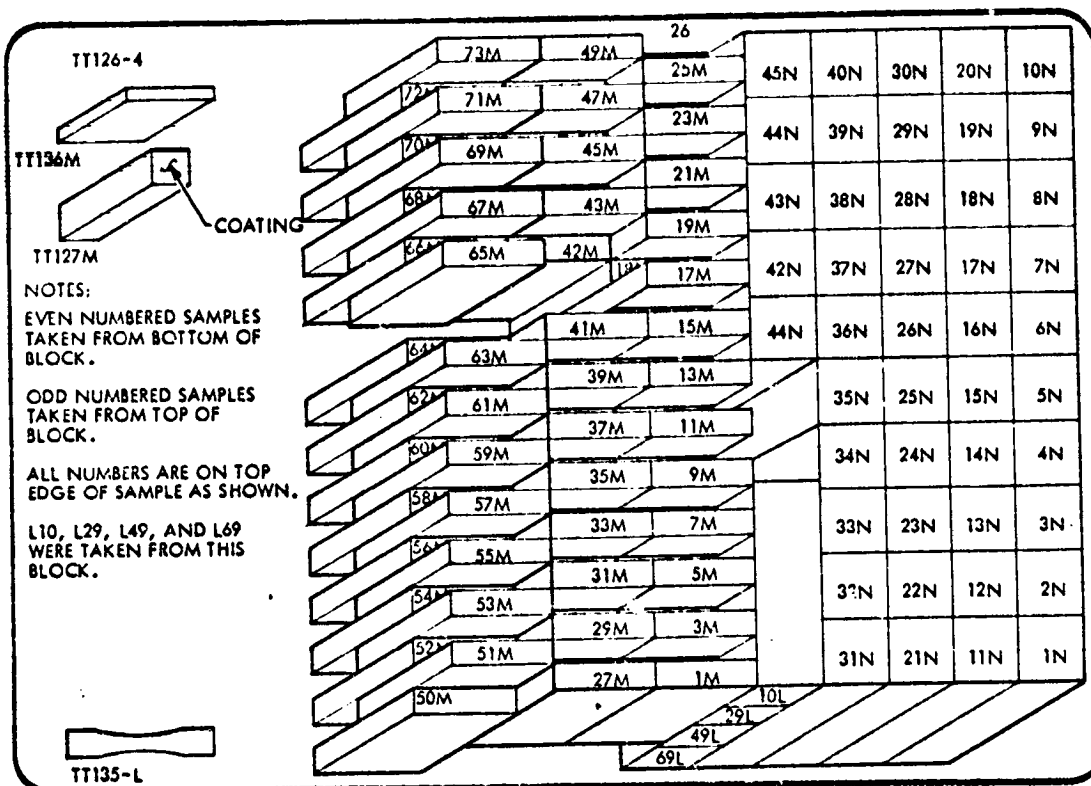 TT126-4
TT136M
TT127M
COATING
NOTES:
EVEN NUMBERED SAMPLES
TAKEN FROM BOTTOM OF
BLOCK.
ODD NUMBERED SAMPLES
TAKEN FROM TOP OF
BLOCK.
ALL NUMBERS ARE ON TOP
EDGE OF SAMPLE AS SHOWN.
L10, L29, L49, AND L69
WERE TAKEN FROM THIS
BLOCK.
TT135-L
26
73M 49M 25M
71M 47M 23M
69M 45M 21M
67M 43M 19M
65M 42M 17M
41M 15M
63M 39M 13M
61M 37M 11M
59M 35M 9M
57M 33M 7M
55M 31M 5M
53M 29M 3M
51M 27M 1M
50M
10L
29L
49L
69L
45N 40N 30N 20N 10N
44N 39N 29N 19N 9N
43N 38N 28N 18N 8N
42N 37N 27N 17N 7N
44N 36N 26N 16N 6N
35N 25N 15N 5N
34N 24N 14N 4N
33N 23N 13N 3N
22N 12N 2N
31N 21N 11N 1N